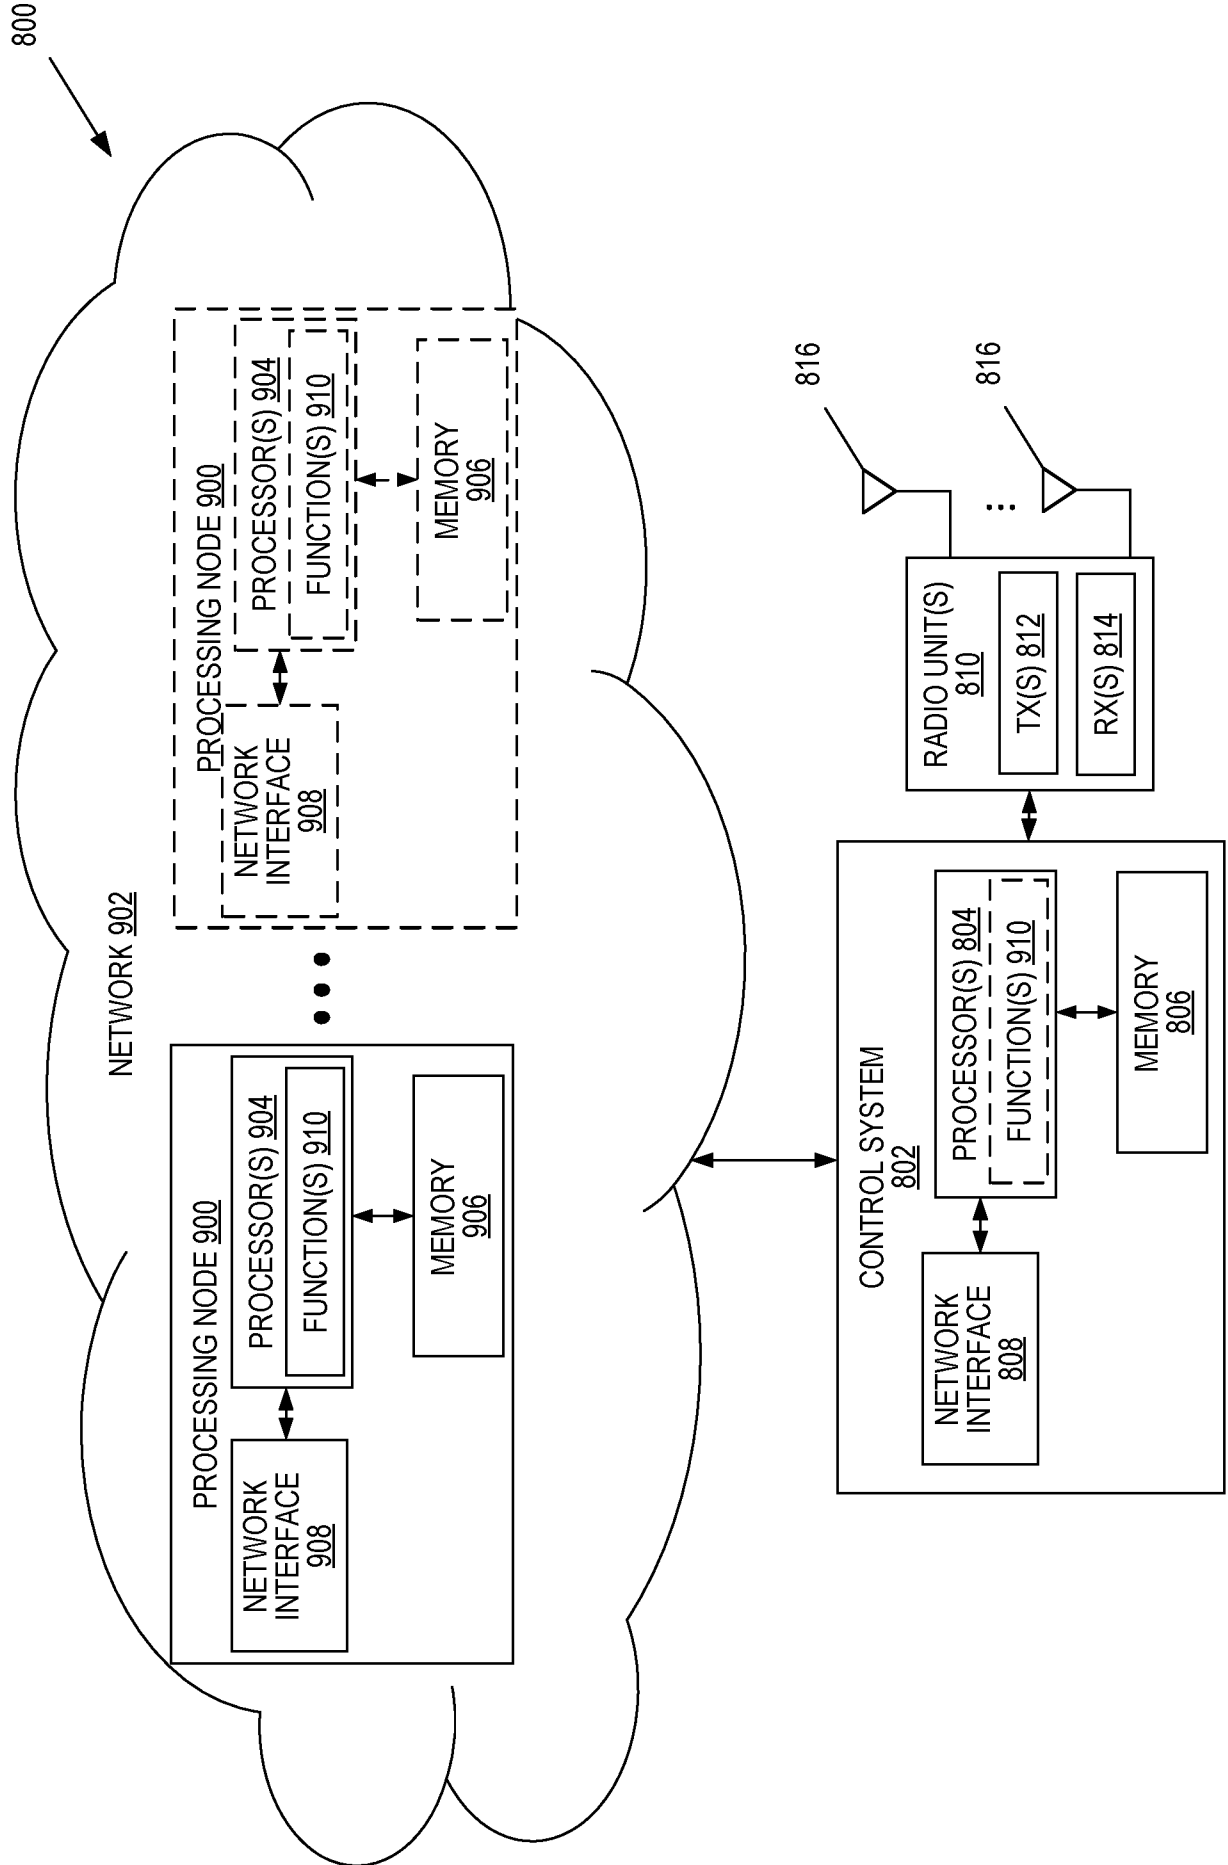 800
NETWORK 902
PROCESSING NODE 900
NETWORK
INTERFACE
908
PROCESSOR(S) 904
FUNCTION(S) 910
MEMORY
906
PROCESSING NODE 900
NETWORK
INTERFACE
908
PROCESSOR(S) 904
FUNCTION(S) 910
MEMORY
906
CONTROL SYSTEM
802
NETWORK
INTERFACE
808
PROCESSOR(S) 804
FUNCTION(S) 910
MEMORY
806
RADIO UNIT(S)
810
TX(S) 812
RX(S) 814
816
816